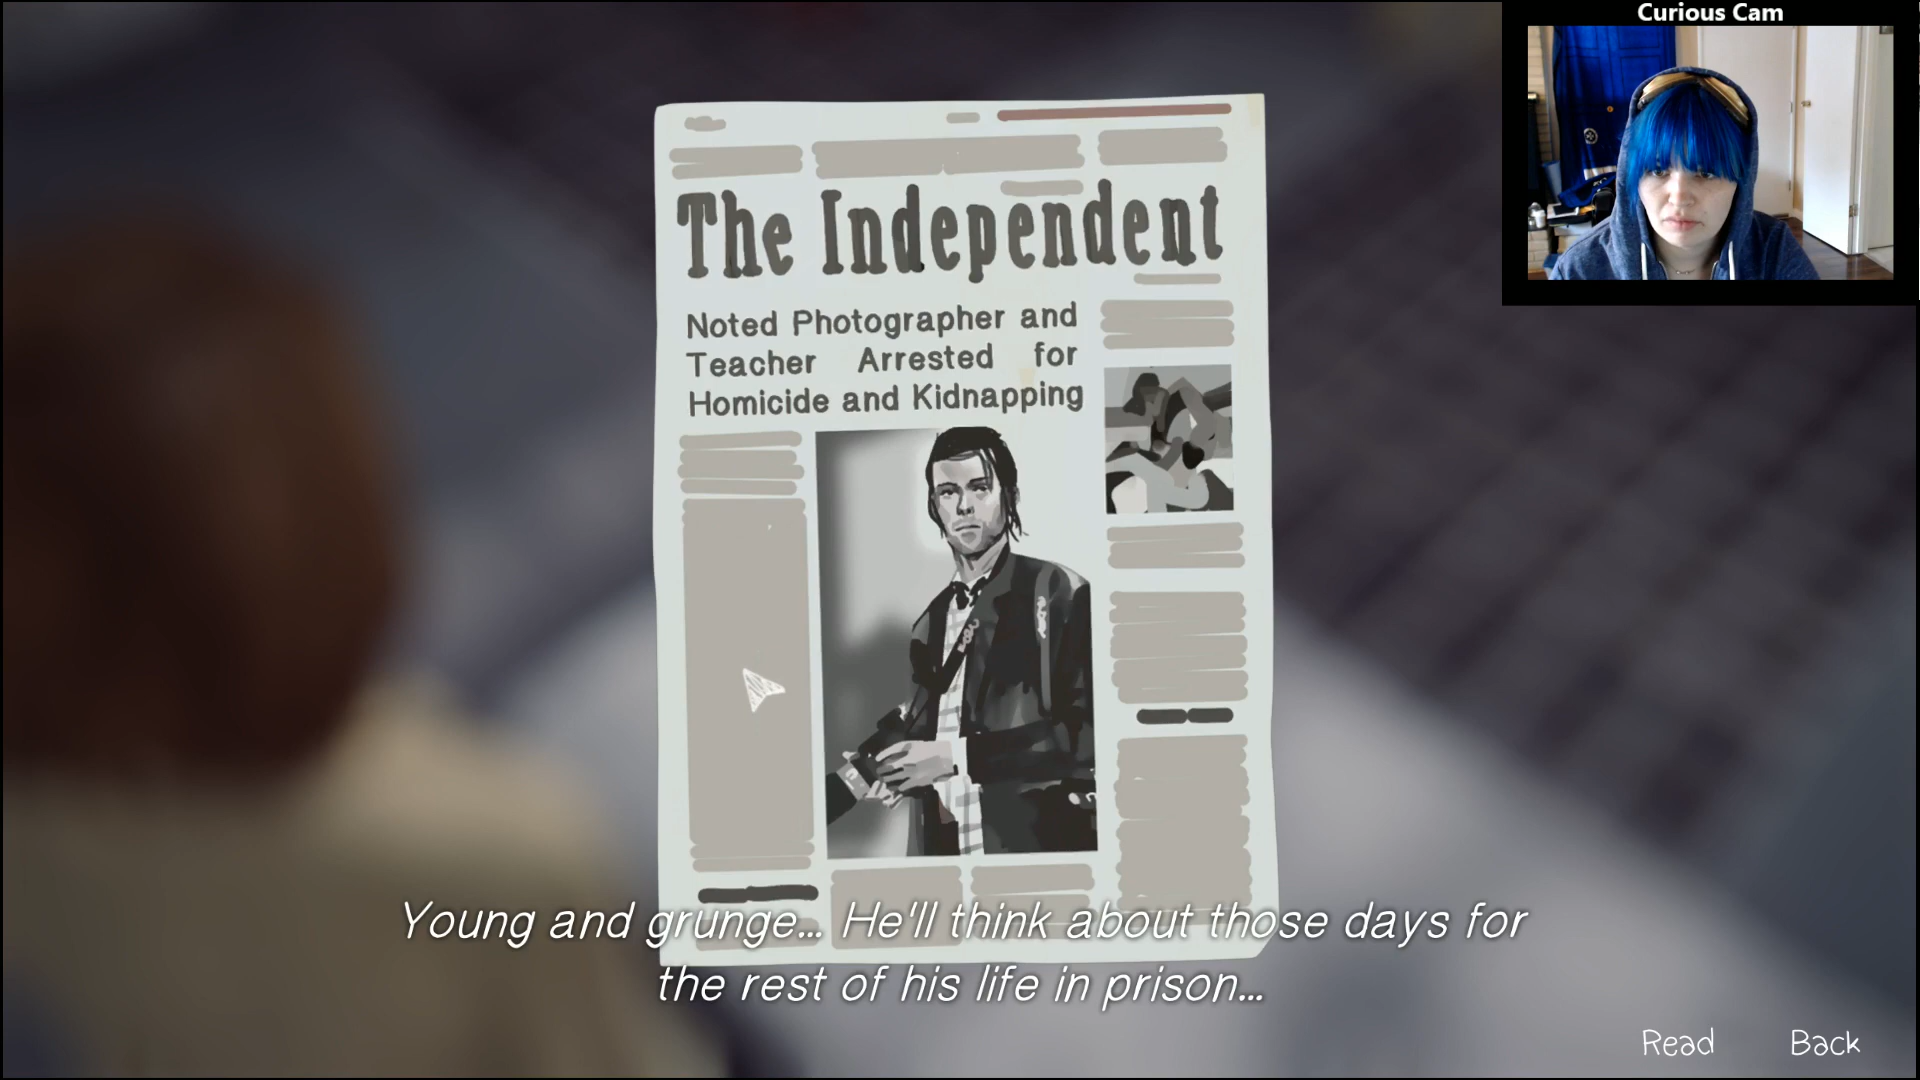 Curious Cam
The Independent
Noted Photographer and
Teacher Arrested for
Homicide and Kidnapping
Young and grunge... He'll think about those days for
the rest of his life in prison...
Read Back